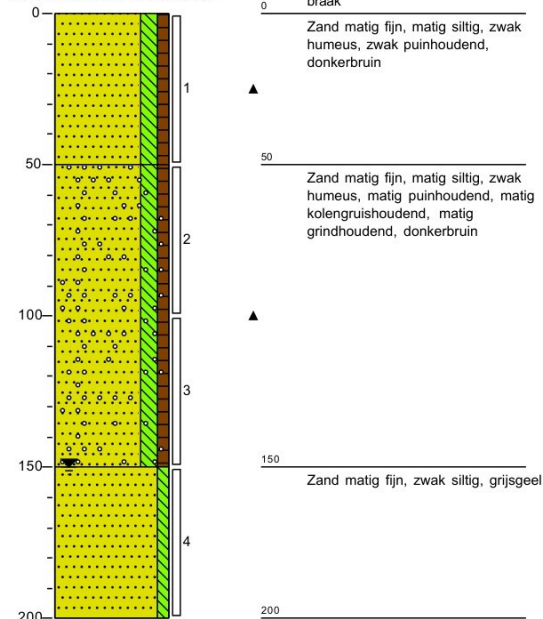 braak
0
0
Zand matig fijn, matig siltig, zwak
humeus, zwak puinhoudend,
donkerbruin
1
50
50
Zand matig fijn, matig siltig, zwak
humeus, matig puinhoudend, matig
kolengruishoudend, matig
grindhoudend, donkerbruin
2
100
3
150
150
Zand matig fijn, zwak siltig, grijsgeel
4
200
200